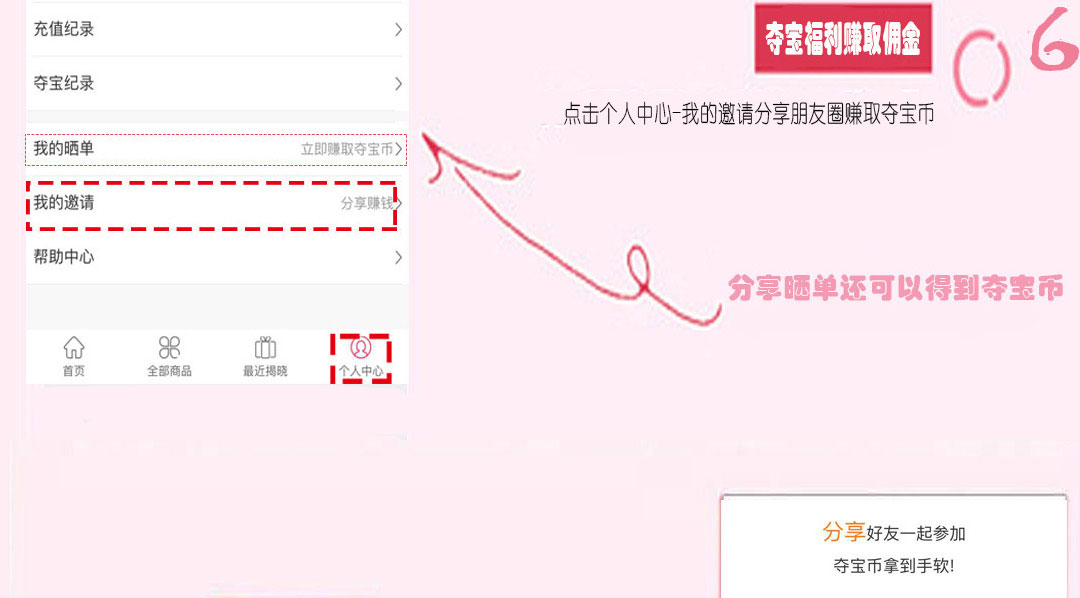 充值纪录
夺宝纪录
我的晒单 立即赚取夺宝币
我的邀请 分享赚钱
帮助中心
首页 全部商品 最近揭晓 个人中心
夺宝福利赚取佣金
06
点击个人中心-我的邀请分享朋友圈赚取夺宝币
分享晒单还可以得到夺宝币
分享好友一起参加
夺宝币拿到手软!